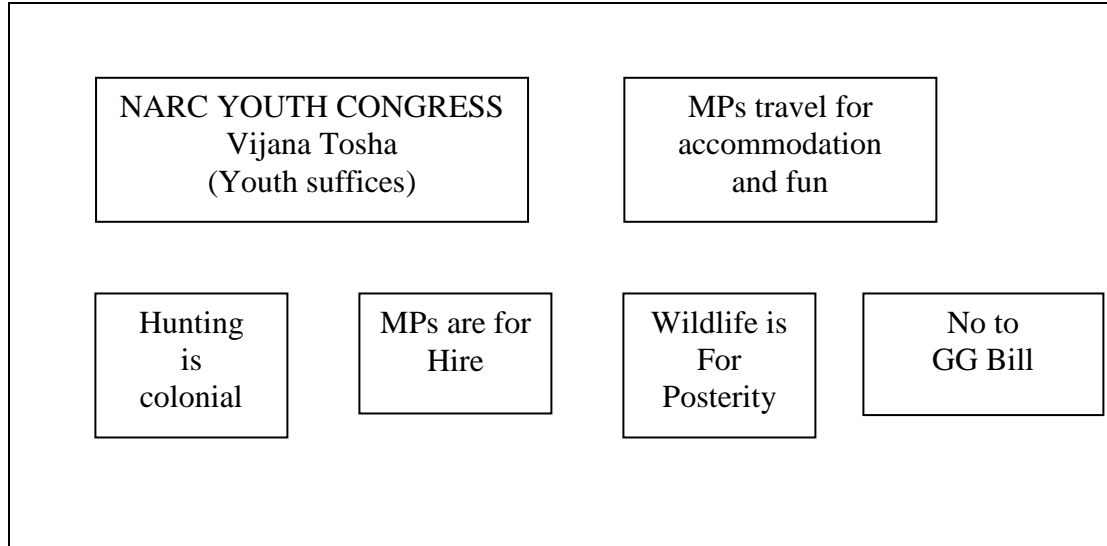 NARC YOUTH CONGRESS
Vijana Tosha
(Youth suffices)
MPs travel for
accommodation
and fun
Hunting
is
colonial
MPs are for
Hire
Wildlife is
For
Posterity
No to
GG Bill